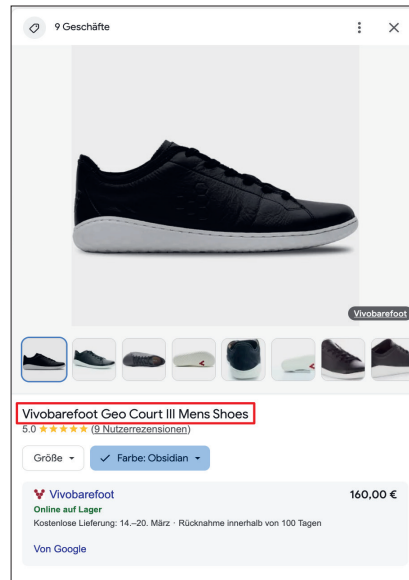 9 Geschäfte
Vivobarefoot
Vivobarefoot Geo Court III Mens Shoes
5.0 ★★★★★ (9 Nutzerrezensionen)
Größe
Farbe: Obsidian
Vivobarefoot 160,00 €
Online auf Lager
Kostenlose Lieferung: 14.–20. März · Rücknahme innerhalb von 100 Tagen
Von Google